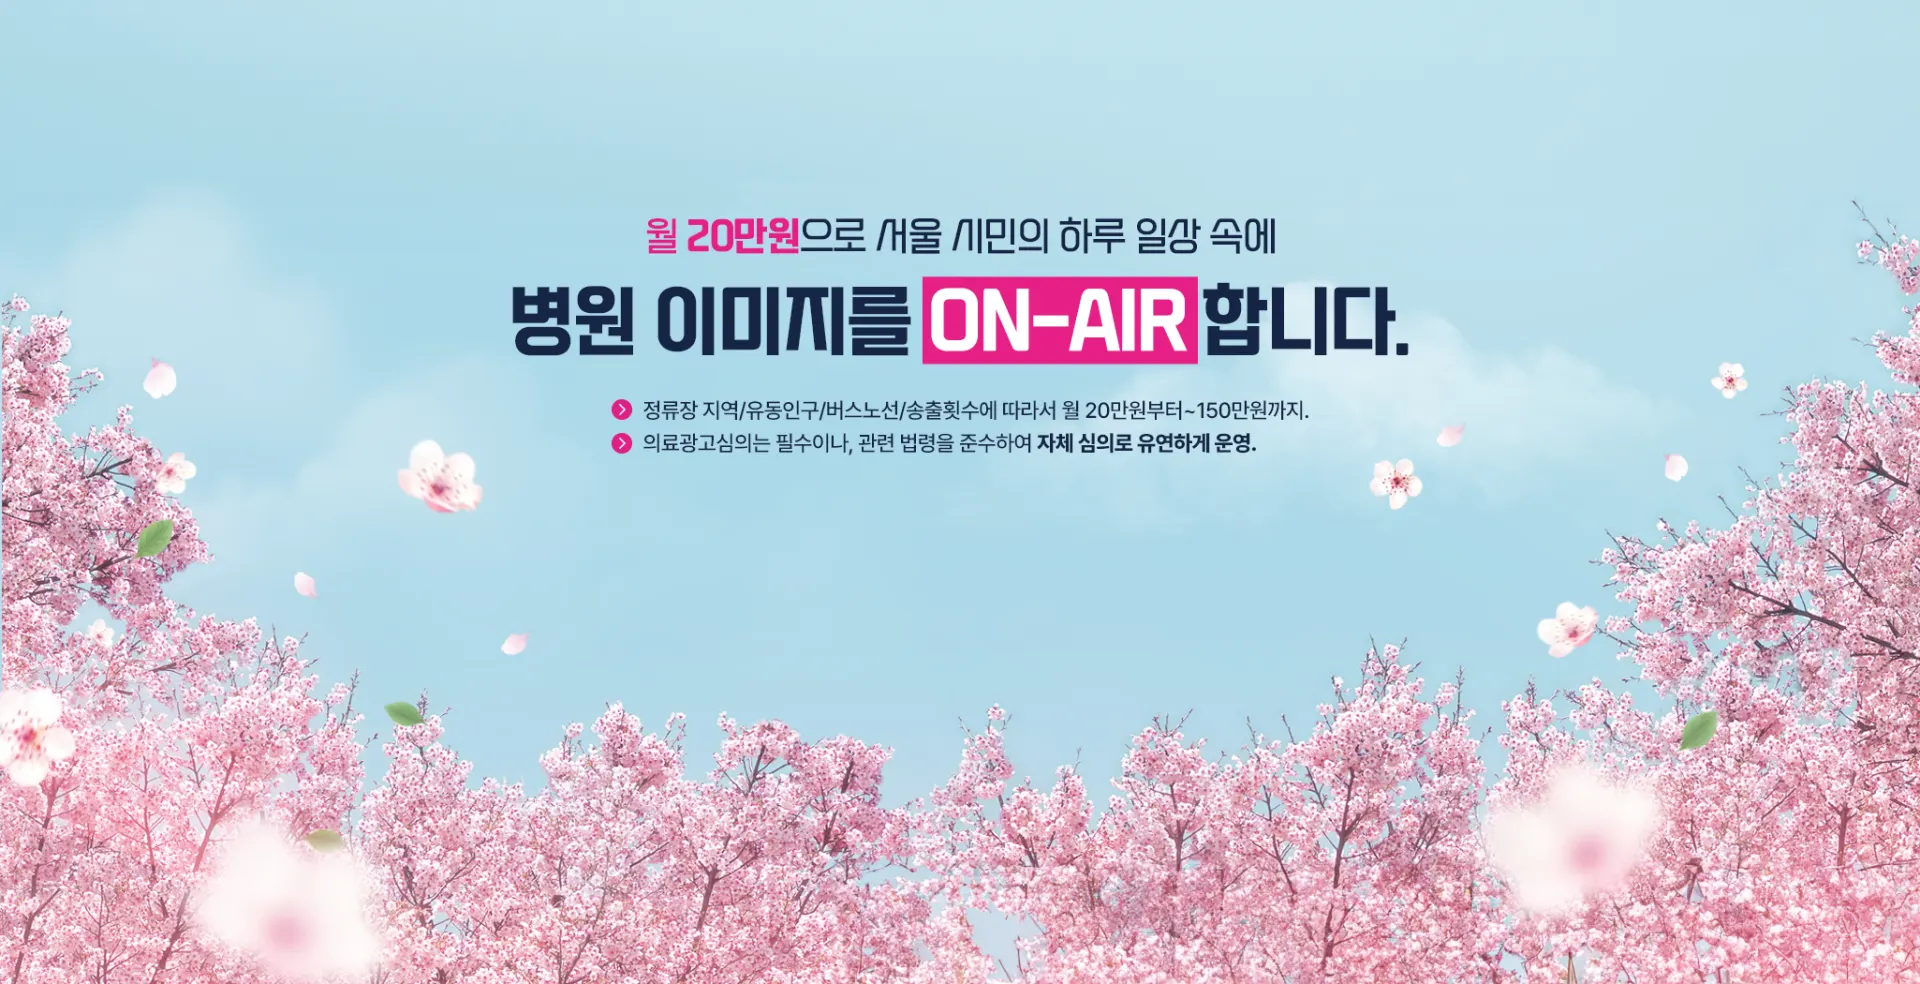 월 20만원으로 서울 시민의 하루 일상 속에
병원 이미지를 ON-AIR 합니다.
정류장 지역/유동인구/버스노선/송출횟수에 따라서 월 20만원부터~150만원까지.
의료광고심의는 필수이나, 관련 법령을 준수하여 자체 심의로 유연하게 운영.